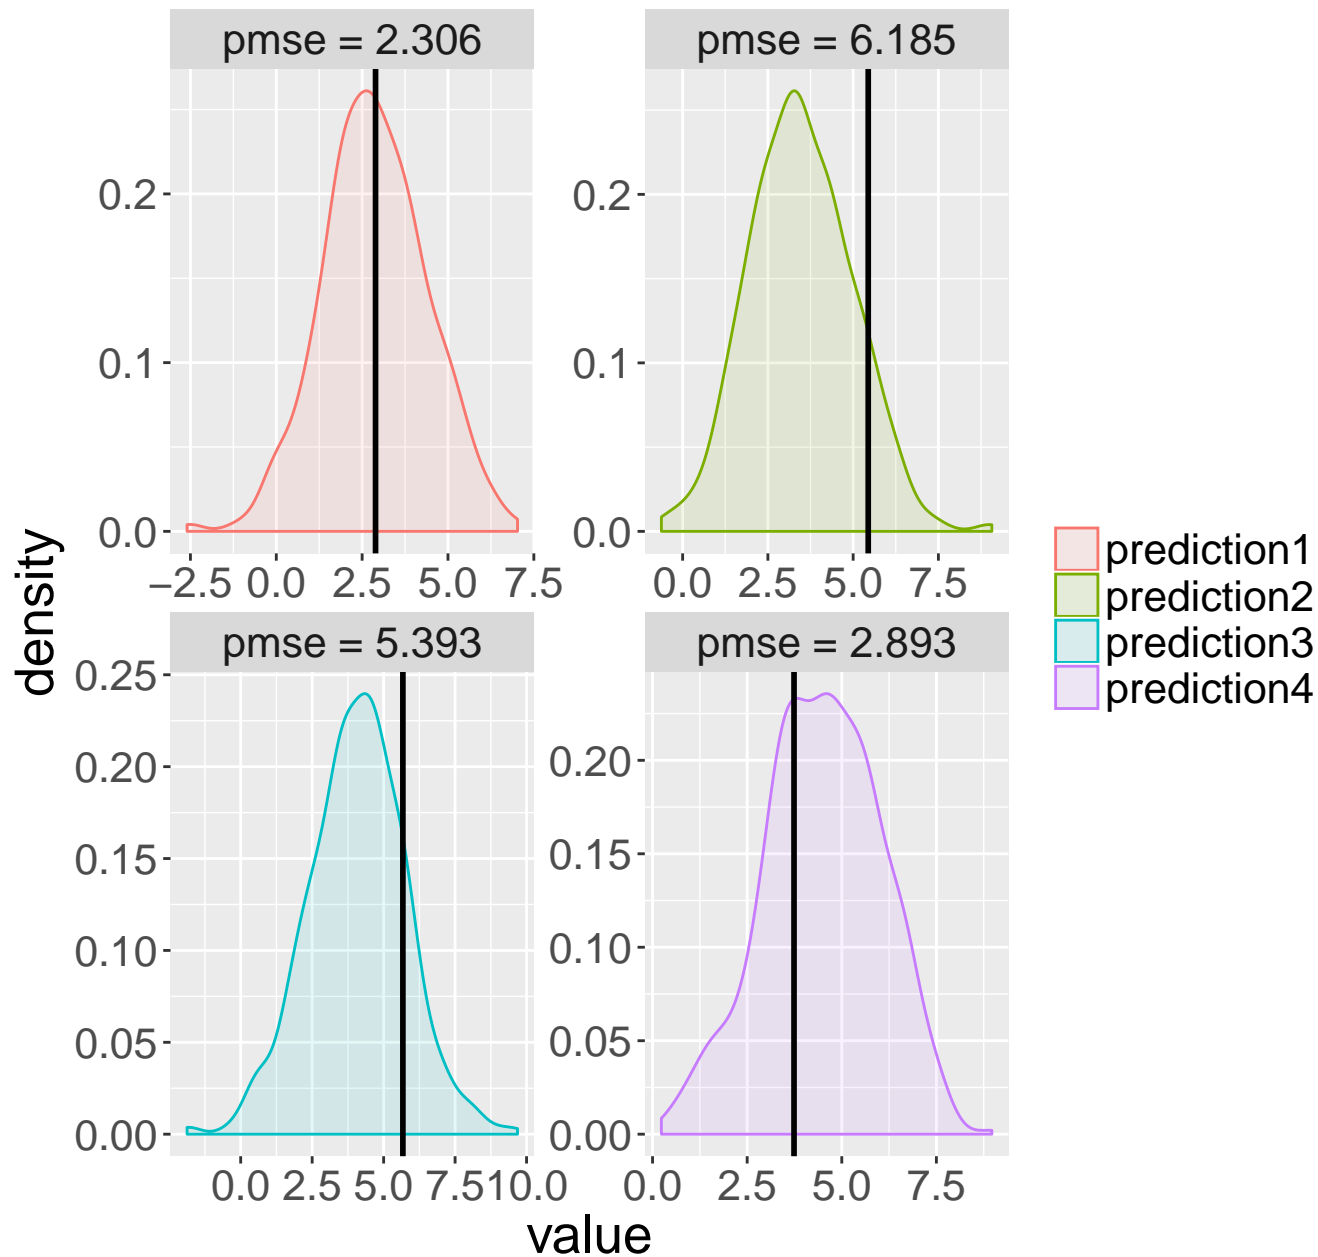 pmse = 2.306
pmse = 6.185
0.2
0.1
0.0
−2.5 0.0 2.5 5.0 7.5
0.2
0.1
0.0
0.0 2.5 5.0 7.5
pmse = 5.393
pmse = 2.893
0.25
0.20
0.15
0.10
0.05
0.00
0.0 2.5 5.0 7.5 10.0
0.20
0.15
0.10
0.05
0.00
0.0 2.5 5.0 7.5
density
value
prediction1
prediction2
prediction3
prediction4